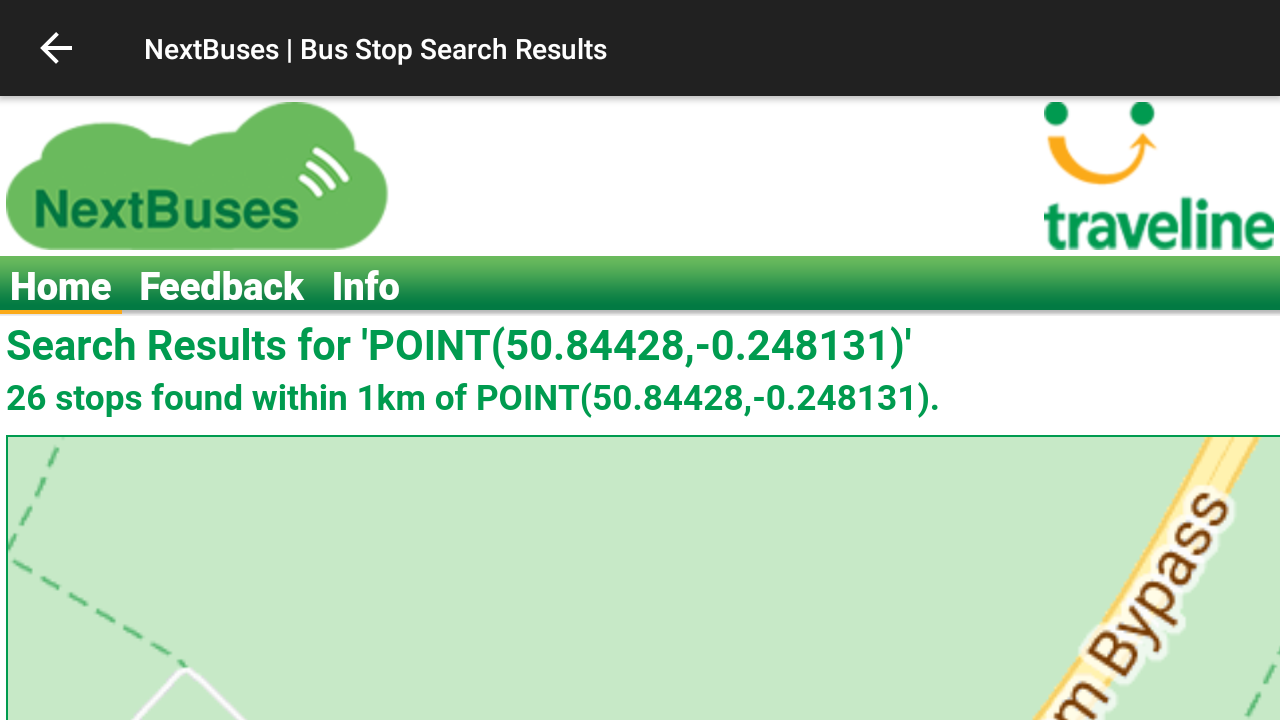 NextBuses | Bus Stop Search Results
NextBuses
traveline
Home Feedback Info
Search Results for 'POINT(50.84428,-0.248131)'
26 stops found within 1km of POINT(50.84428,-0.248131).
m Bypass